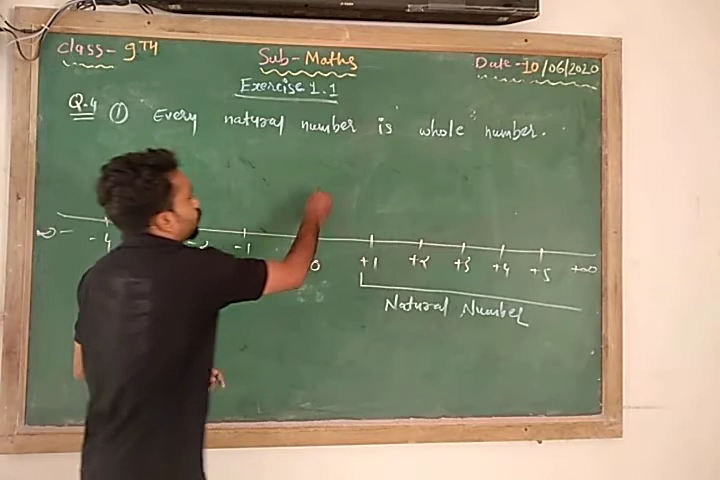 Class- 9TH Sub- Maths Date- 10/06/2020
Exercise 1.1
Q.4 ① Every natural number is whole number.
∞ - -4 -1 0 +1 +2 +3 +4 +5 +∞
Natural Number